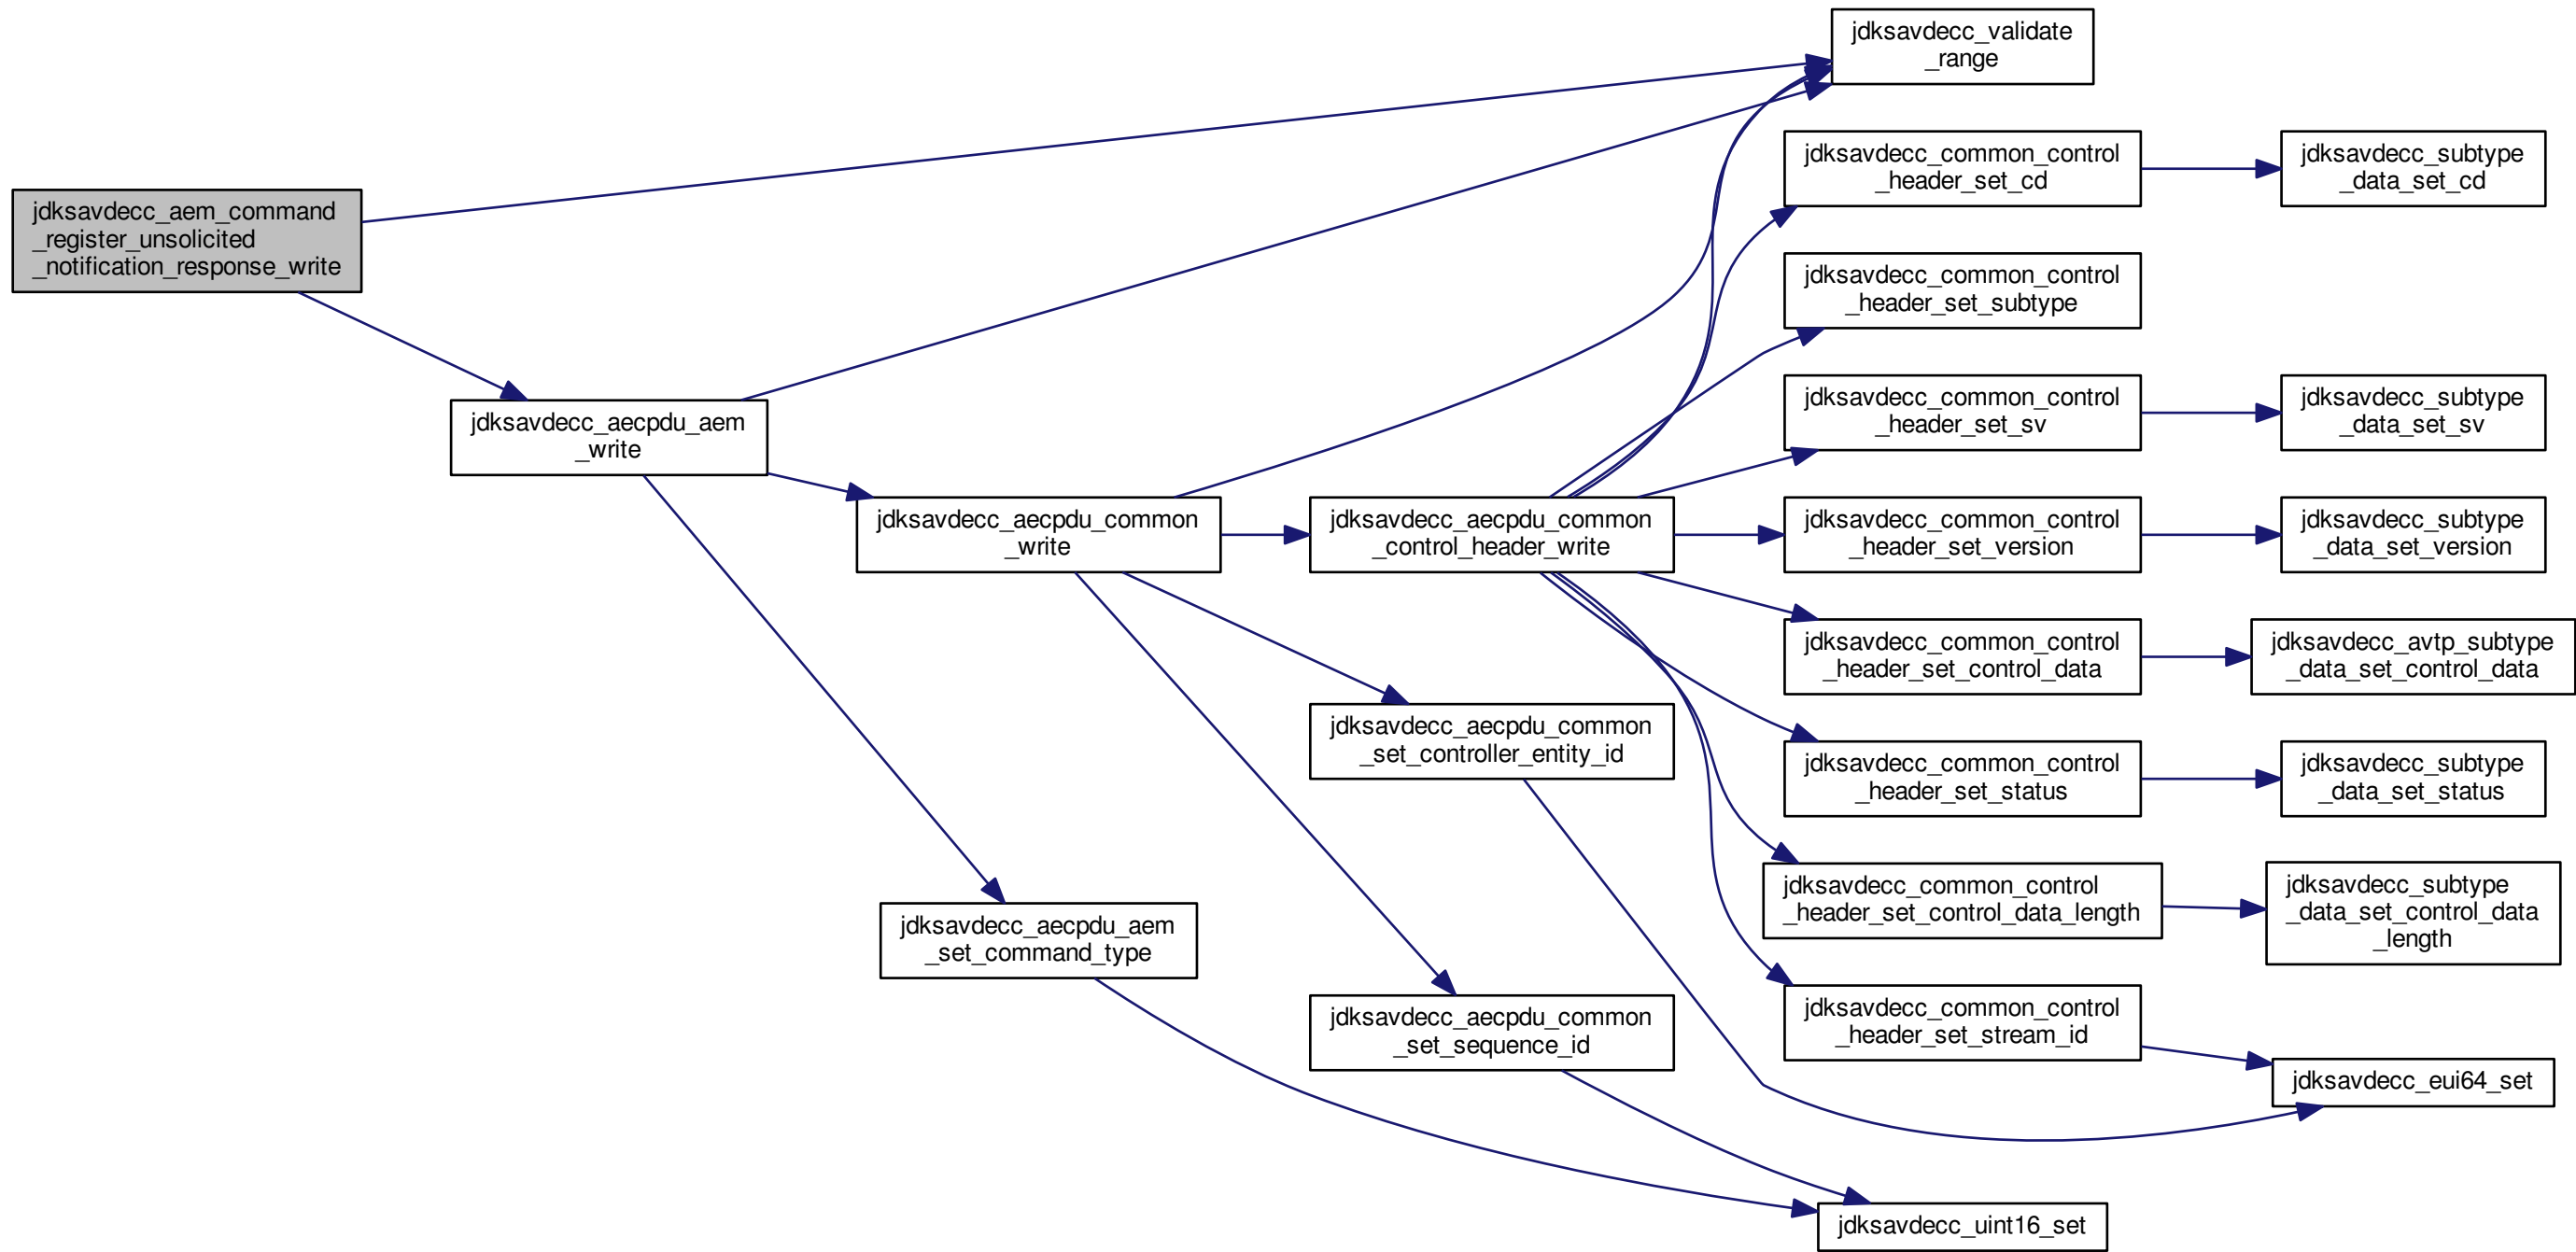 jdksavdecc_aem_command
_register_unsolicited
_notification_response_write
jdksavdecc_aecpdu_aem
_write
jdksavdecc_aecpdu_common
_write
jdksavdecc_aecpdu_aem
_set_command_type
jdksavdecc_aecpdu_common
_control_header_write
jdksavdecc_aecpdu_common
_set_controller_entity_id
jdksavdecc_aecpdu_common
_set_sequence_id
jdksavdecc_validate
_range
jdksavdecc_common_control
_header_set_cd
jdksavdecc_common_control
_header_set_subtype
jdksavdecc_common_control
_header_set_sv
jdksavdecc_common_control
_header_set_version
jdksavdecc_common_control
_header_set_control_data
jdksavdecc_common_control
_header_set_status
jdksavdecc_common_control
_header_set_control_data_length
jdksavdecc_common_control
_header_set_stream_id
jdksavdecc_uint16_set
jdksavdecc_subtype
_data_set_cd
jdksavdecc_subtype
_data_set_sv
jdksavdecc_subtype
_data_set_version
jdksavdecc_avtp_subtype
_data_set_control_data
jdksavdecc_subtype
_data_set_status
jdksavdecc_subtype
_data_set_control_data
_length
jdksavdecc_eui64_set